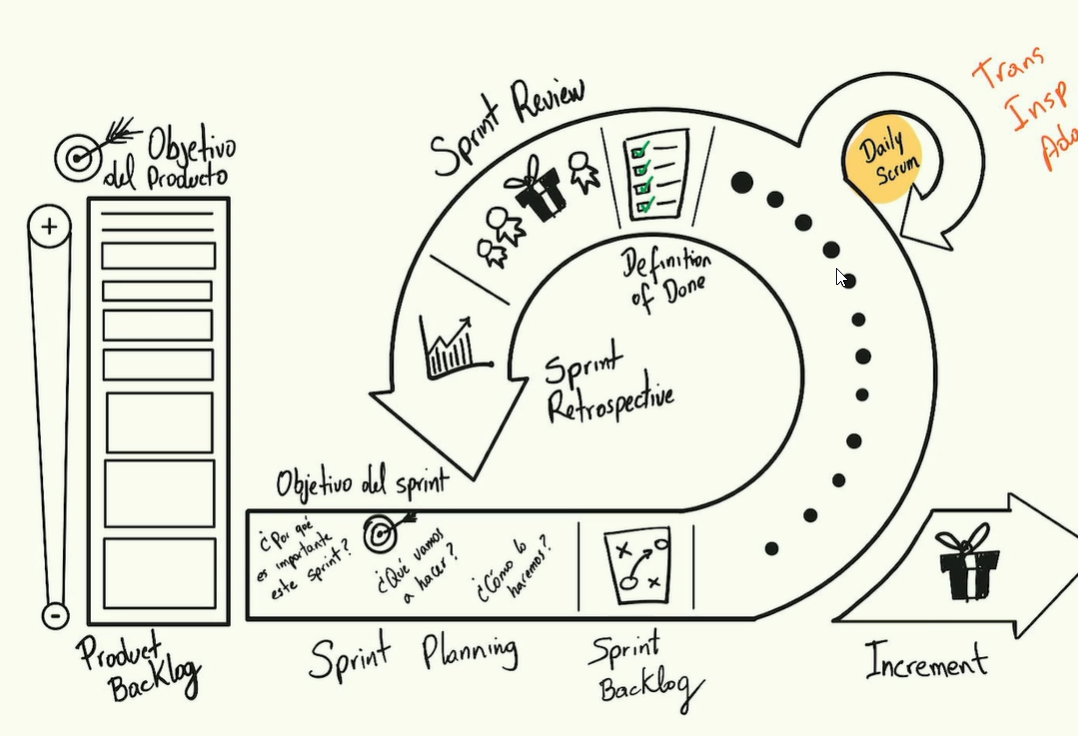 Objetivo
del Producto
+
-
Product
Backlog
Sprint Review
Definition
of Done
Daily
Scrum
Trans
Insp
Ada
Sprint
Retrospective
Objetivo del sprint
¿Por qué
es importante
este sprint?
¿Qué vamos
a hacer?
¿Cómo lo
haremos?
Sprint Planning
Sprint
Backlog
Increment